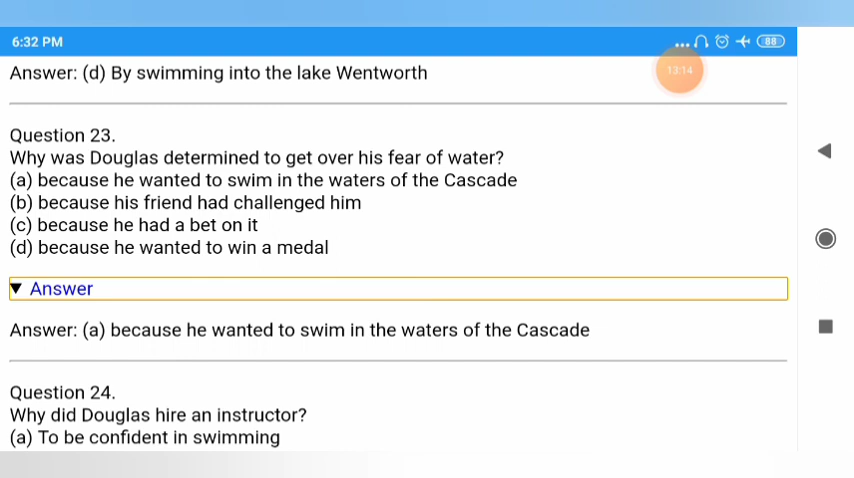 6:32 PM
88
Answer: (d) By swimming into the lake Wentworth
13:14
Question 23.
Why was Douglas determined to get over his fear of water?
(a) because he wanted to swim in the waters of the Cascade
(b) because his friend had challenged him
(c) because he had a bet on it
(d) because he wanted to win a medal
Answer
Answer: (a) because he wanted to swim in the waters of the Cascade
Question 24.
Why did Douglas hire an instructor?
(a) To be confident in swimming